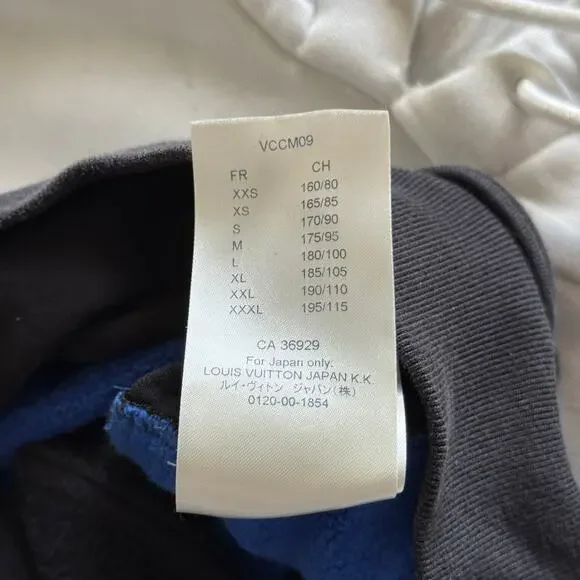 VCCM09
FR CH
XXS 160/80
XS 165/85
S 170/90
M 175/95
L 180/100
XL 185/105
XXL 190/110
XXXL 195/115
CA 36929
For Japan only:
LOUIS VUITTON JAPAN K.K.
ルイ・ヴィトン ジャパン(株)
0120-00-1854